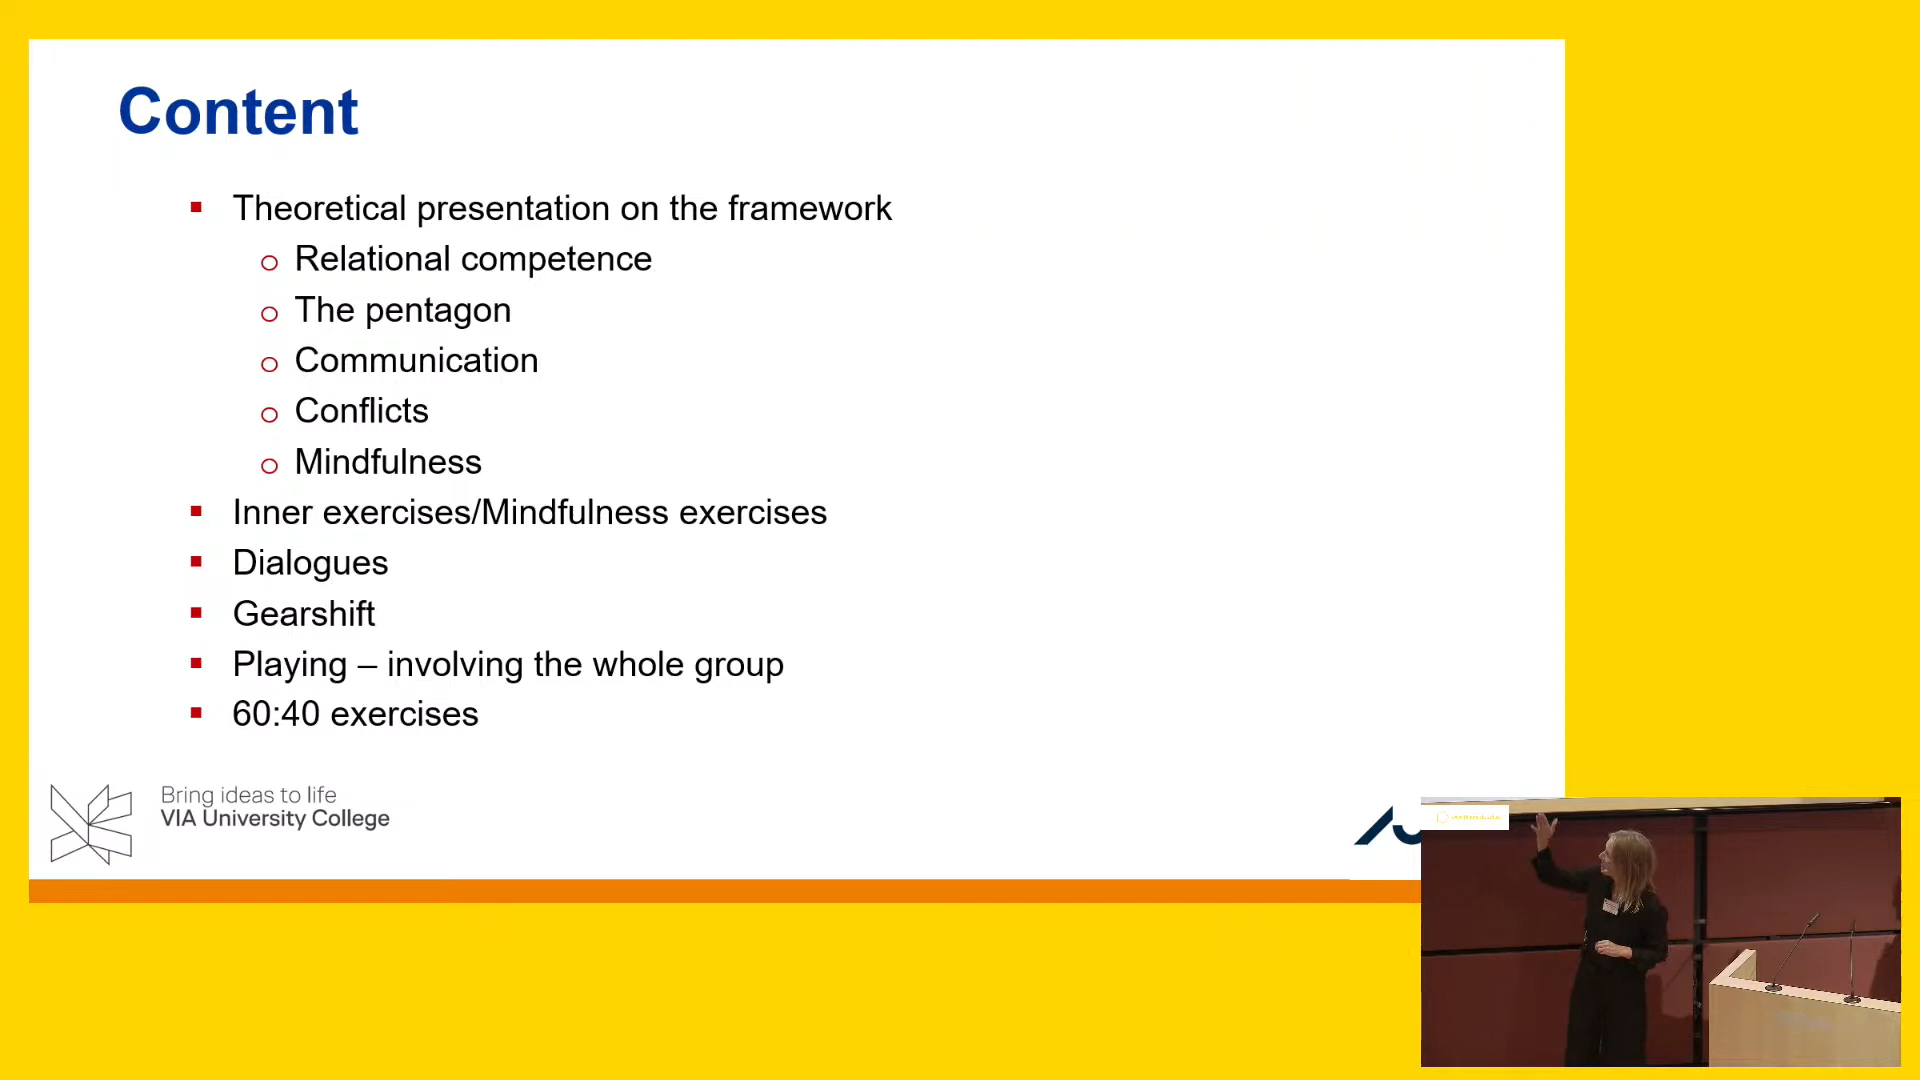 Content
▪ Theoretical presentation on the framework
o Relational competence
o The pentagon
o Communication
o Conflicts
o Mindfulness
▪ Inner exercises/Mindfulness exercises
▪ Dialogues
▪ Gearshift
▪ Playing – involving the whole group
▪ 60:40 exercises
Bring ideas to life
VIA University College